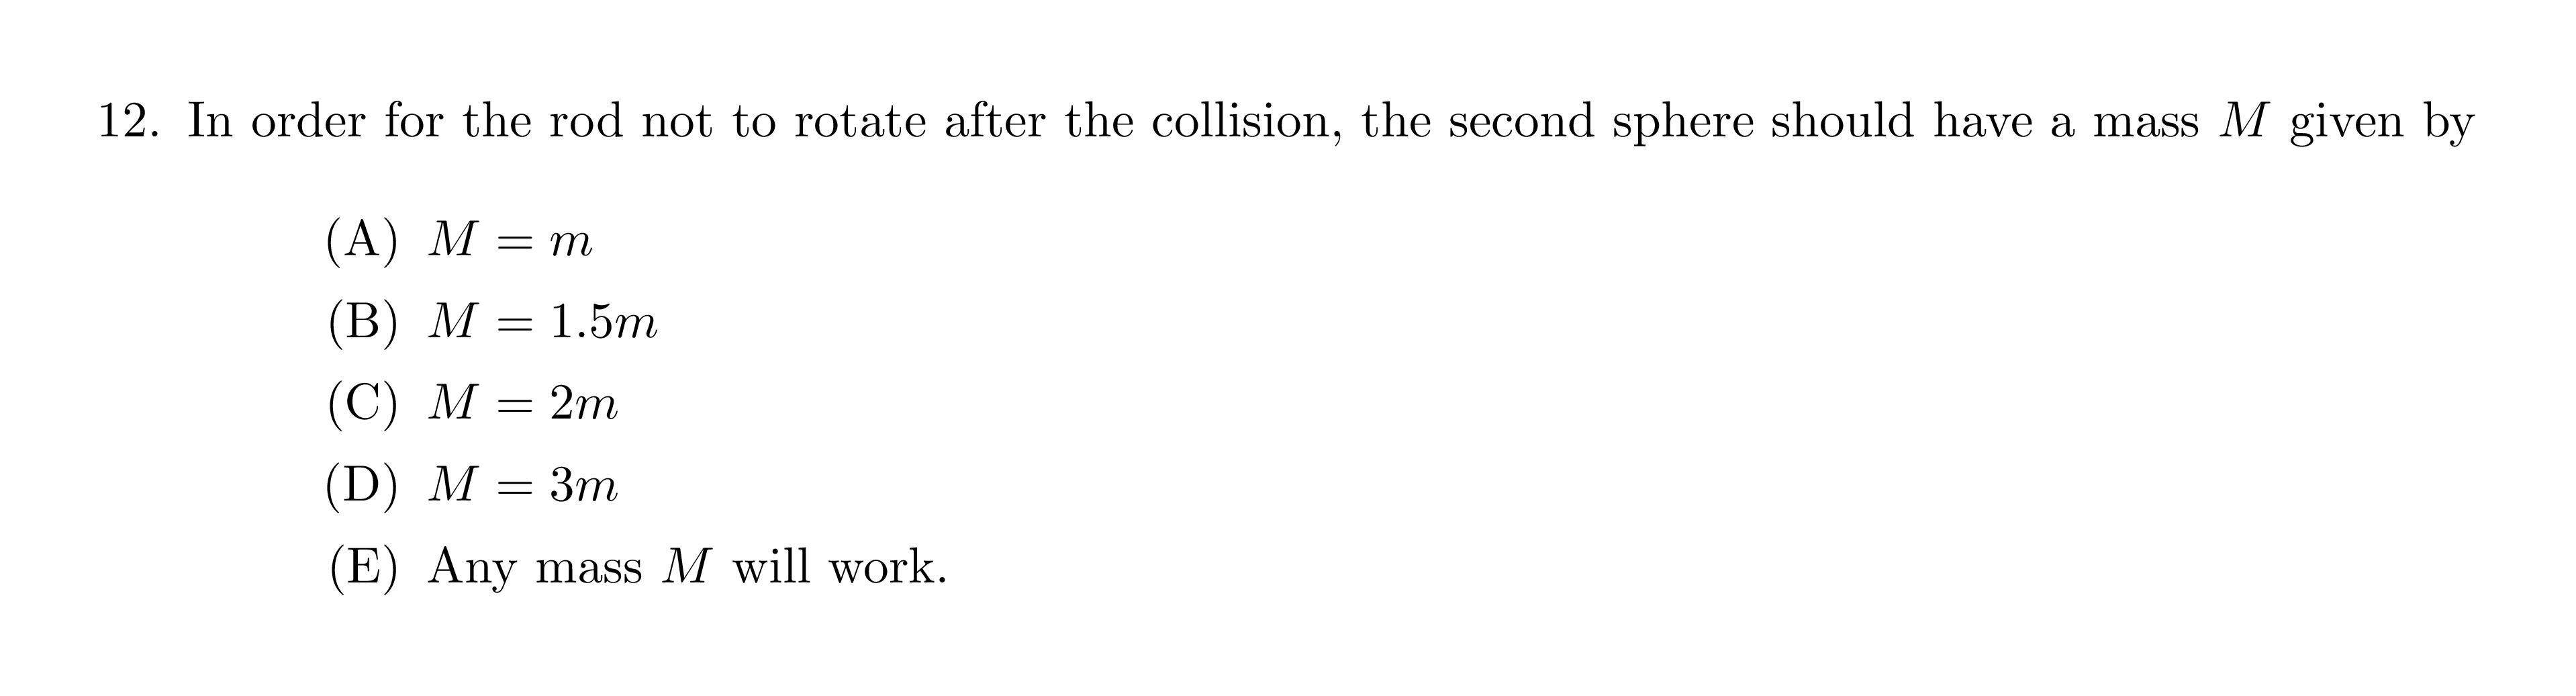 12. In order for the rod not to rotate after the collision, the second sphere should have a mass M given by
(A) M = m
(B) M = 1.5m
(C) M = 2m
(D) M = 3m
(E) Any mass M will work.